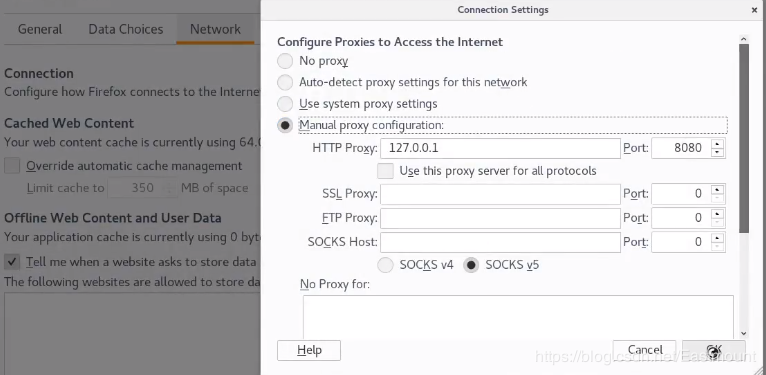 Connection Settings
General Data Choices Network
Configure Proxies to Access the Internet
No proxy
Auto-detect proxy settings for this network
Use system proxy settings
Manual proxy configuration:
HTTP Proxy: 127.0.0.1 Port: 8080
Use this proxy server for all protocols
SSL Proxy: Port: 0
FTP Proxy: Port: 0
SOCKS Host: Port: 0
SOCKS v4 SOCKS v5
No Proxy for:
Help Cancel OK
Connection
Configure how Firefox connects to the Interne
Cached Web Content
Your web content cache is currently using 64.0
Override automatic cache management
Limit cache to 350 MB of space
Offline Web Content and User Data
Your application cache is currently using 0 byt
Tell me when a website asks to store data
The following websites are allowed to store da
https://blog.csdn.net/Eastmount